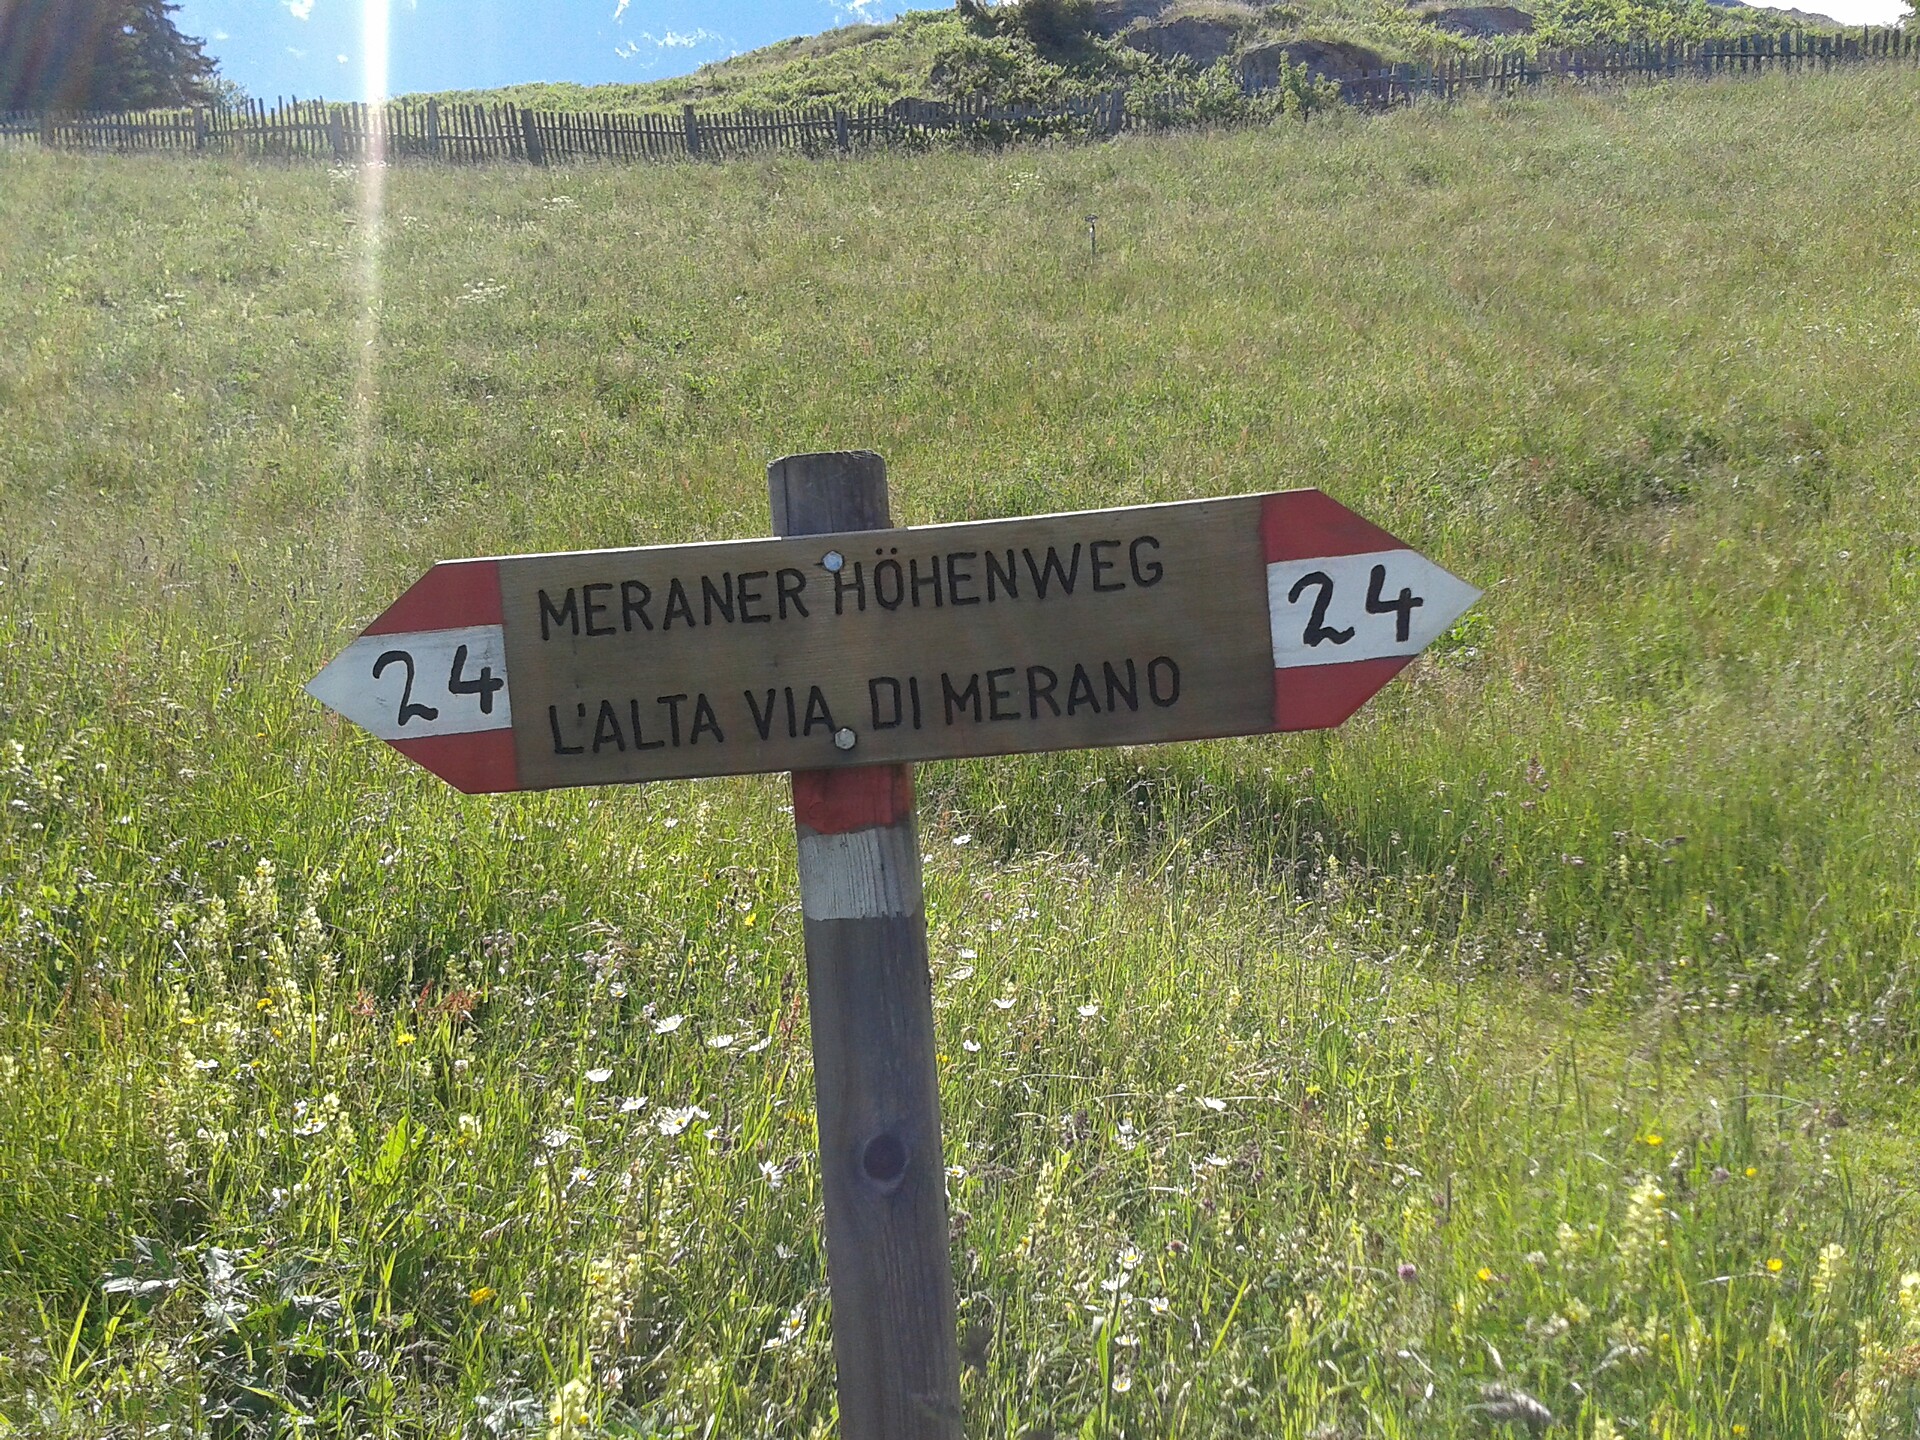 MERANER HÖHENWEG
L'ALTA VIA DI MERANO
24
24